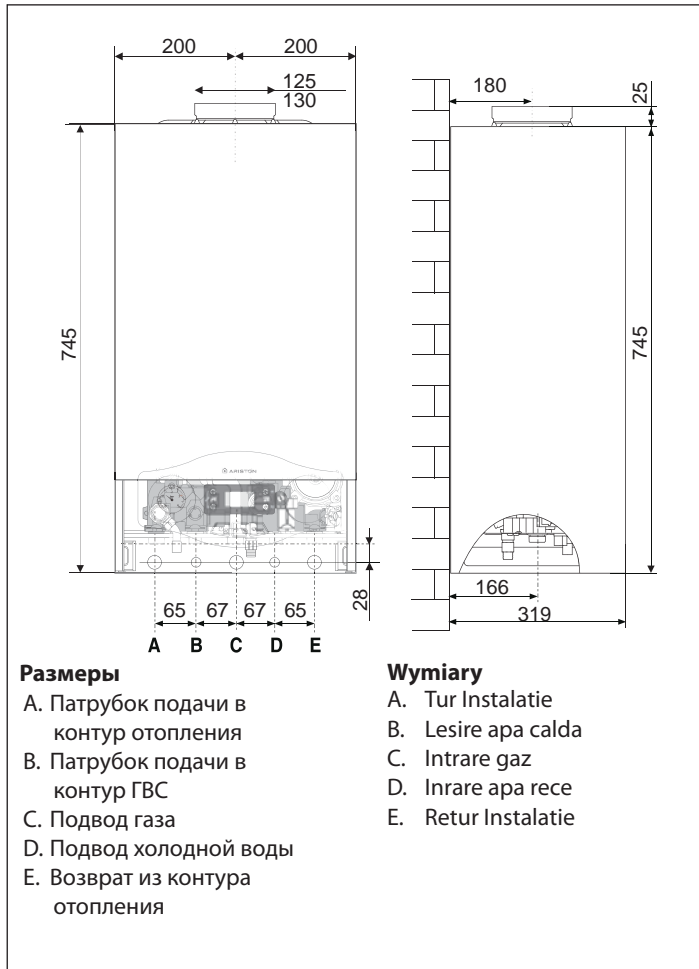 200 200
125
130
180
25
745
745
ARISTON
28
65 67 67 65
A B C D E
166
319
Размеры
A. Патрубок подачи в
контур отопления
B. Патрубок подачи в
контур ГВС
C. Подвод газа
D. Подвод холодной воды
E. Возврат из контура
отопления
Wymiary
A. Tur Instalatie
B. Lesire apa calda
C. Intrare gaz
D. Inrare apa rece
E. Retur Instalatie